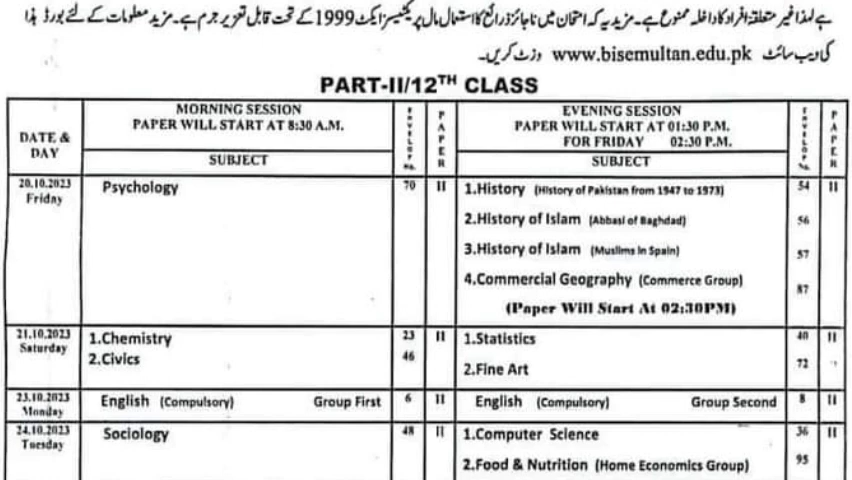 ہے لہذا غیر متعلقہ افراد کا داخلہ ممنوع ہے۔ مزید یہ کہ امتحان میں ناجائز ذرائع کا استعمال مال پریکٹیسز ایکٹ 1999 کے تحت قابل تعزیر جرم ہے۔ مزید معلومات کے لئے بورڈ ہذا
کی ویب سائٹ www.bisemultan.edu.pk وزٹ کریں۔
PART-II/12TH CLASS
DATE & DAY
MORNING SESSION
PAPER WILL START AT 8:30 A.M.
SUBJECT
ENVELOP No.
PAPER
EVENING SESSION
PAPER WILL START AT 01:30 P.M.
FOR FRIDAY 02:30 P.M.
SUBJECT
ENVELOP No.
PAPER
20.10.2023 Friday
Psychology 70 II
1.History (History of Pakistan from 1947 to 1973) 54 II
2.History of Islam (Abbasi of Baghdad) 56
3.History of Islam (Muslims in Spain) 57
4.Commercial Geography (Commerce Group) 87
(Paper Will Start At 02:30PM)
21.10.2023 Saturday
1.Chemistry 23 II
2.Civics 46
1.Statistics 40 II
2.Fine Art 72
23.10.2023 Monday
English (Compulsory) Group First 6 II
English (Compulsory) Group Second 8 II
24.10.2023 Tuesday
Sociology 48 II
1.Computer Science 36 II
2.Food & Nutrition (Home Economics Group) 95